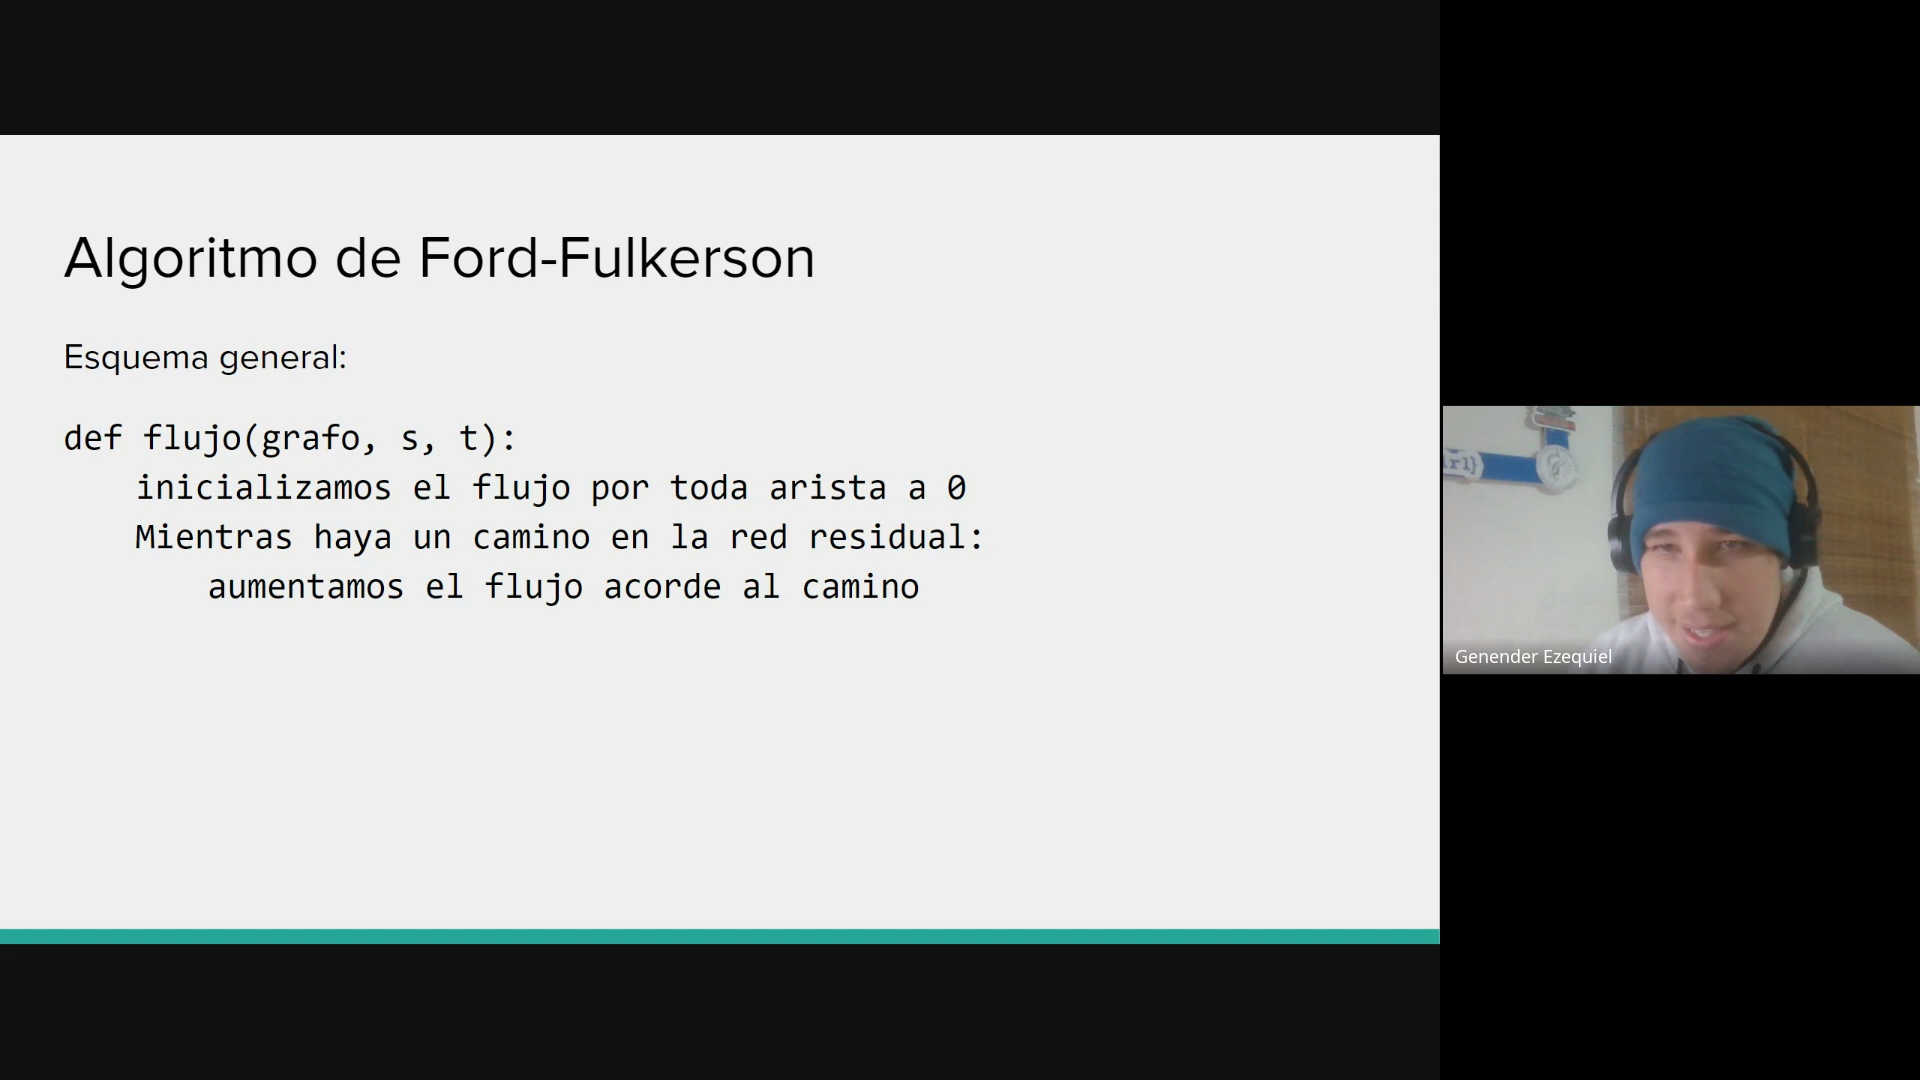 Algoritmo de Ford-Fulkerson
Esquema general:
def flujo(grafo, s, t):
inicializamos el flujo por toda arista a 0
Mientras haya un camino en la red residual:
aumentamos el flujo acorde al camino
Genender Ezequiel